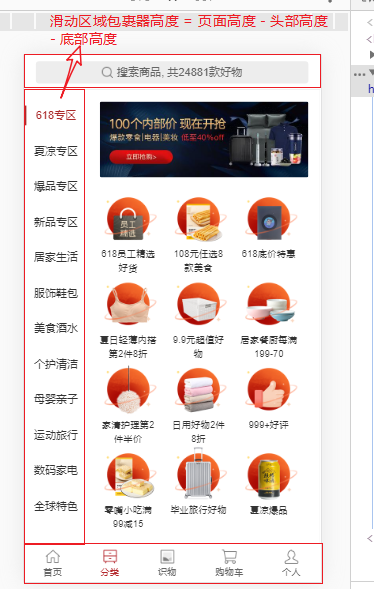 滑动区域包裹器高度 = 页面高度 - 头部高度
- 底部高度
搜索商品, 共24881款好物
618专区
夏凉专区
爆品专区
新品专区
居家生活
服饰鞋包
美食酒水
个护清洁
母婴亲子
运动旅行
数码家电
全球特色
100个内部价 现在开抢
爆款零食|电器|美妆 低至40%off
立即抢购>
员工
精选
618员工精选
好货
108元任选8
款美食
618底价特惠
夏日轻薄内搭
第2件8折
9.9元超值好
物
居家餐厨每满
199-70
家清护理第2
件半价
日用好物2件
8折
999+好评
零嘴小吃满
99减15
毕业旅行好物
夏凉爆品
首页
分类
识物
购物车
个人